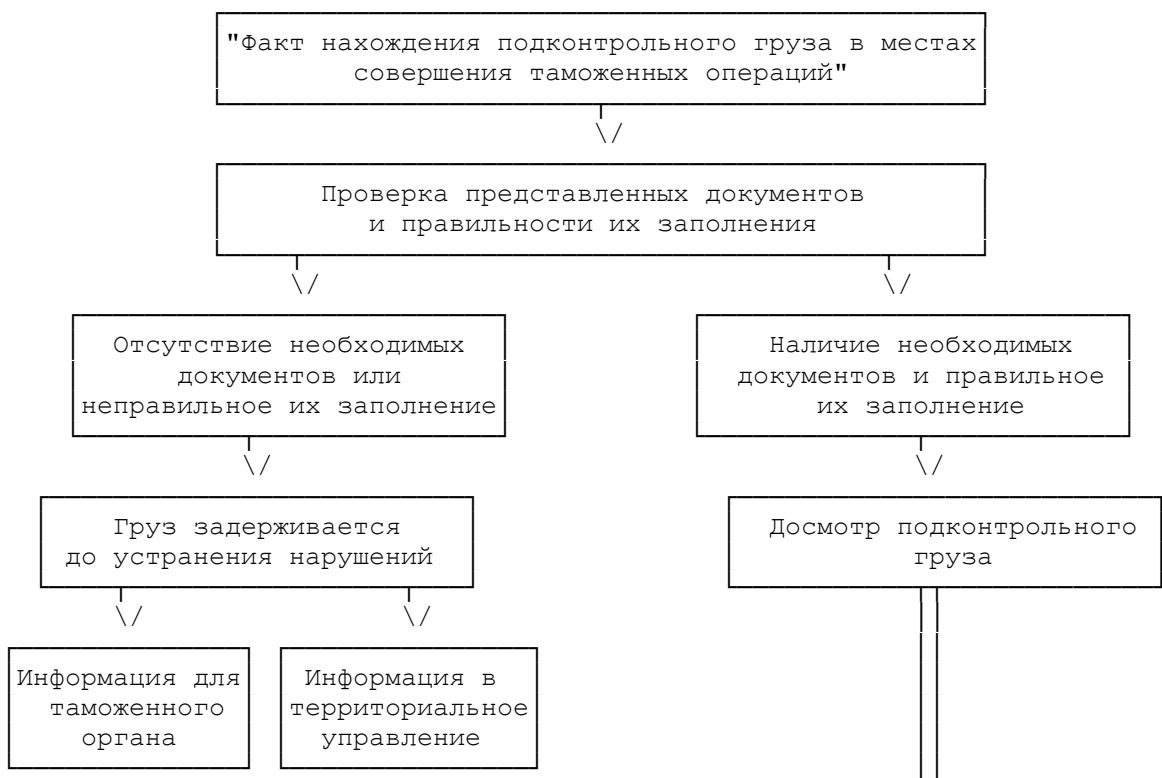 "Факт нахождения подконтрольного груза в местах
совершения таможенных операций"
\/
Проверка представленных документов
и правильности их заполнения
\/ \/
Отсутствие необходимых
документов или
неправильное их заполнение
Наличие необходимых
документов и правильное
их заполнение
\/ \/
Груз задерживается
до устранения нарушений
Досмотр подконтрольного
груза
\/ \/
Информация для
таможенного
органа
Информация в
территориальное
управление